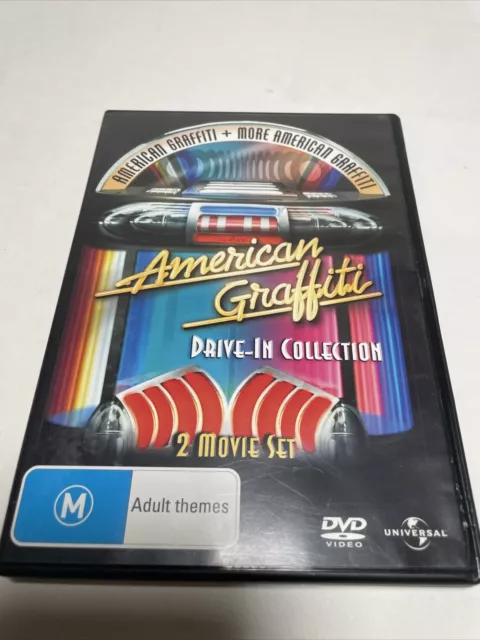 AMERICAN GRAFFITI + MORE AMERICAN GRAFFITI
American
Graffiti
DRIVE-IN COLLECTION
2 MOVIE SET
M
Adult themes
DVD
VIDEO
UNIVERSAL